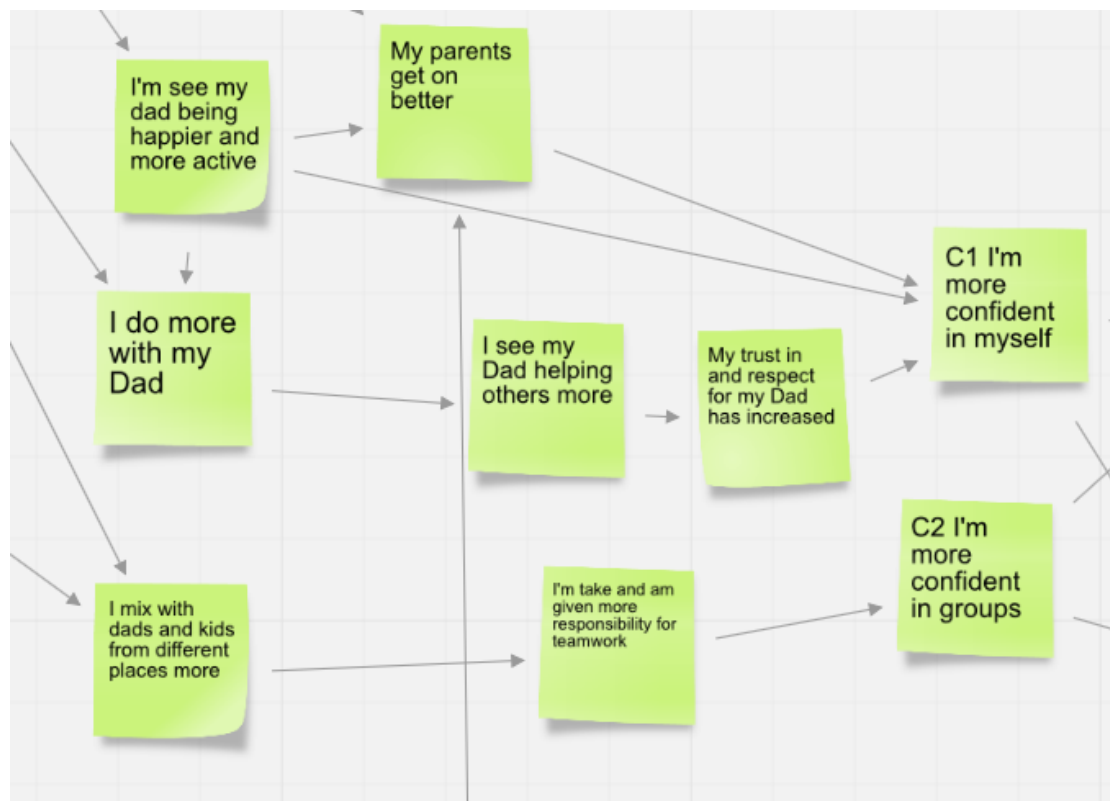 I'm see my
dad being
happier and
more active
My parents
get on
better
C1 I'm
more
confident
in myself
I do more
with my
Dad
I see my
Dad helping
others more
My trust in
and respect
for my Dad
has increased
C2 I'm
more
confident
in groups
I'm take and am
given more
responsibility for
teamwork
I mix with
dads and kids
from different
places more